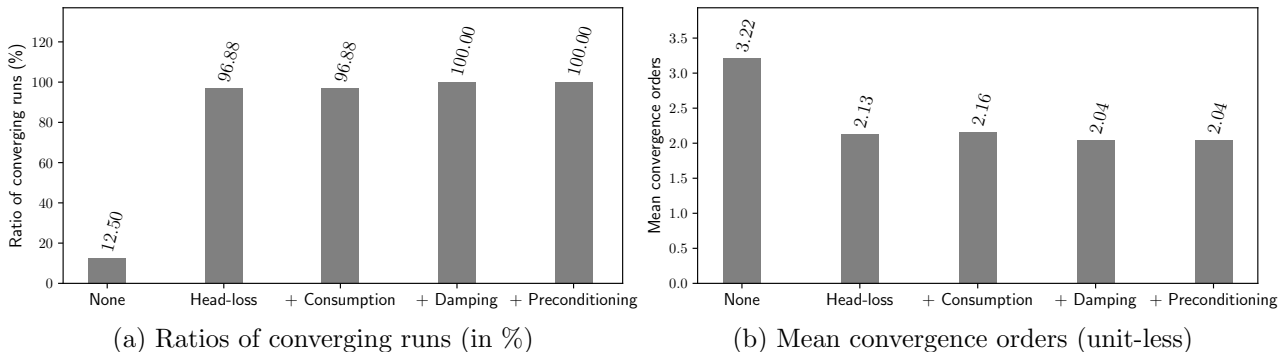 Ratio of converging runs (%)
120
100
80
60
40
20
0
12.50
96.88
96.88
100.00
100.00
None
Head-loss
+ Consumption
+ Damping
+ Preconditioning
(a) Ratios of converging runs (in %)
Mean convergence orders
3.5
3.0
2.5
2.0
1.5
1.0
0.5
0.0
3.22
2.13
2.16
2.04
2.04
None
Head-loss
+ Consumption
+ Damping
+ Preconditioning
(b) Mean convergence orders (unit-less)